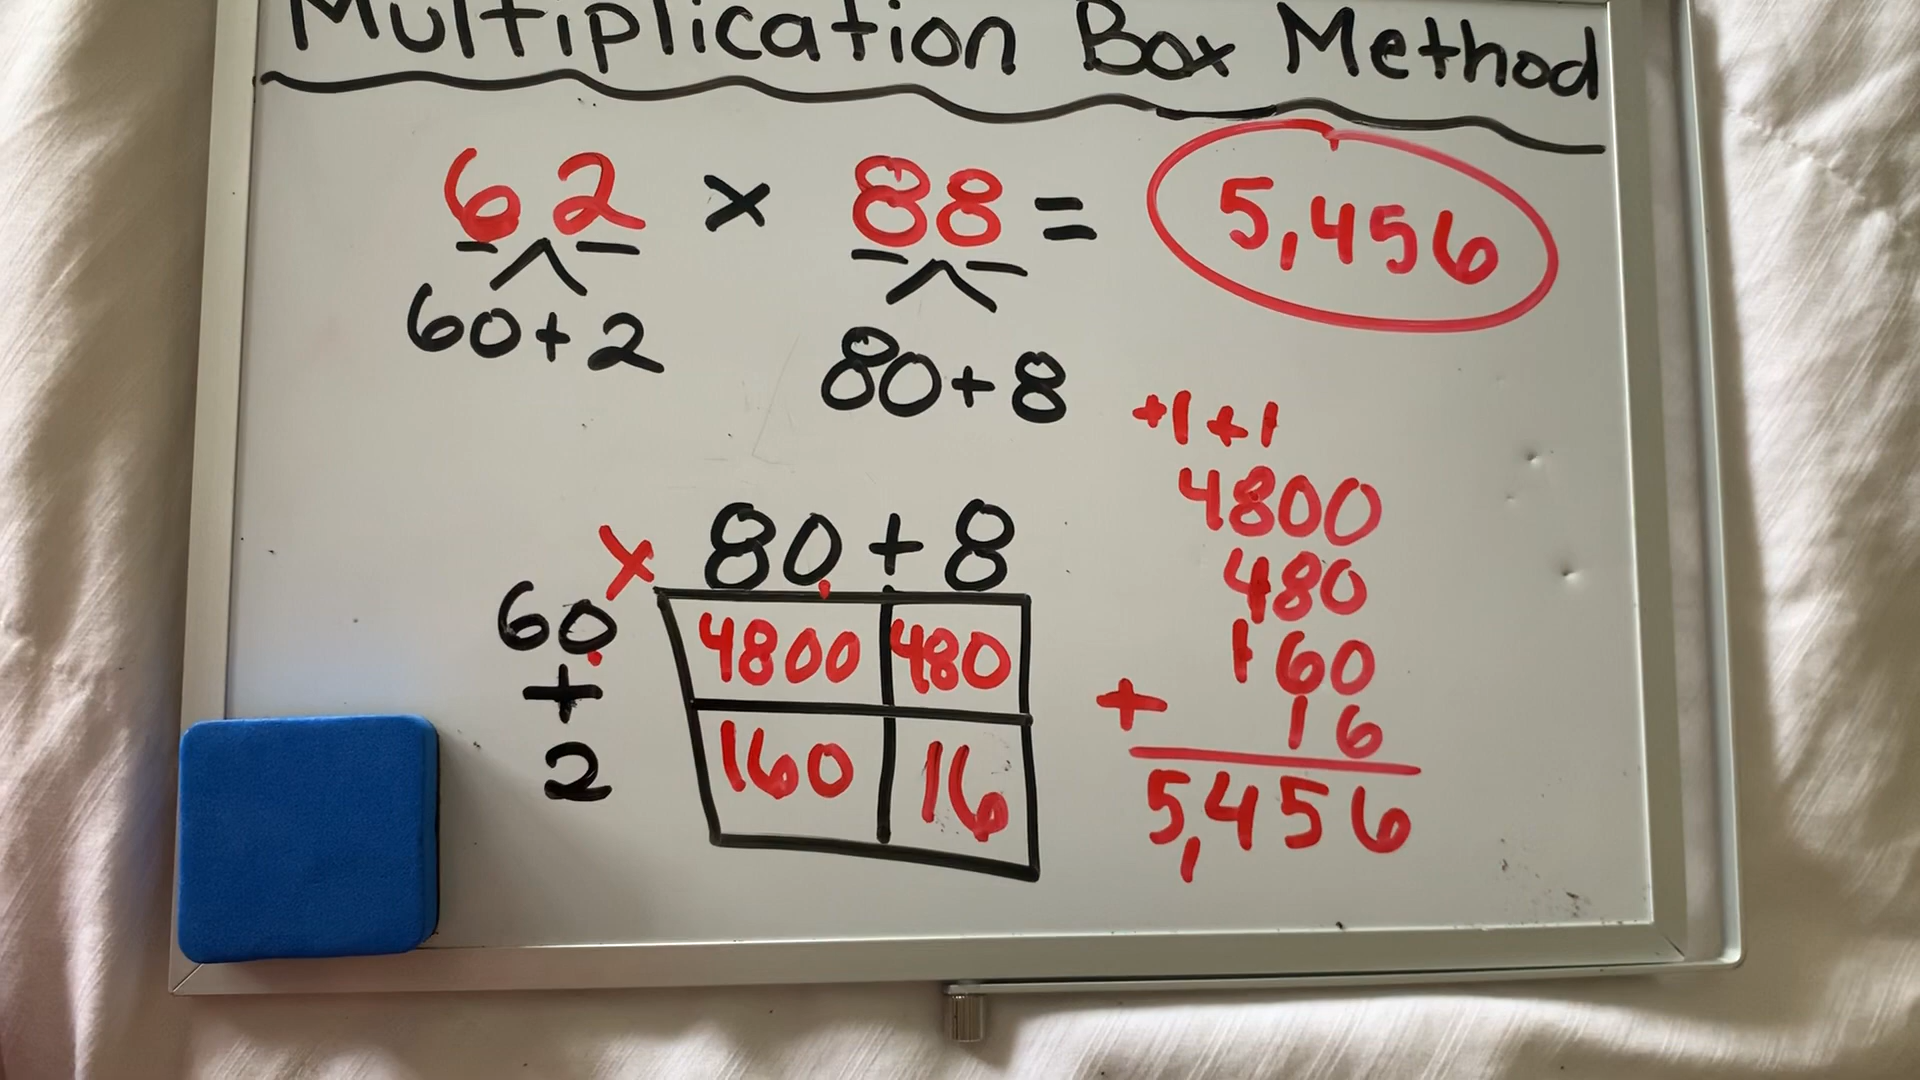 Multiplication Box Method
62 x 88 = 5,456
60+2
80+8
+1 +1
4800
480
160
+ 16
5,456
x 80 + 8
60 4800 480
+
2 160 16